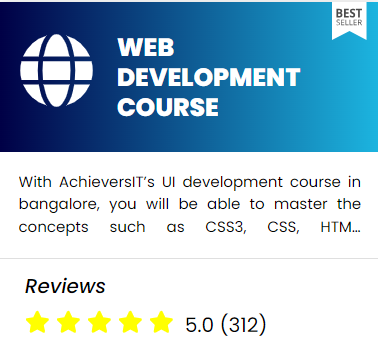 BEST
SELLER
WEB
DEVELOPMENT
COURSE
With AchieversIT's UI development course in
bangalore, you will be able to master the
concepts such as CSS3, CSS, HTM...
Reviews
5.0 (312)